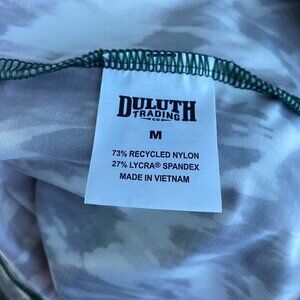 DULUTH
TRADING
CO
M
73% RECYCLED NYLON
27% LYCRA® SPANDEX
MADE IN VIETNAM